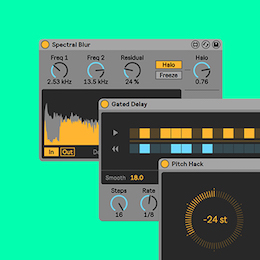 Spectral Blur
Freq 1
Freq 2
Residual
Halo
Halo
Freeze
2.53 kHz
13.5 kHz
24 %
0.76
In
Out
Gated Delay
Smooth
18.0
Steps
Rate
16
1/8
Pitch Hack
-24 st